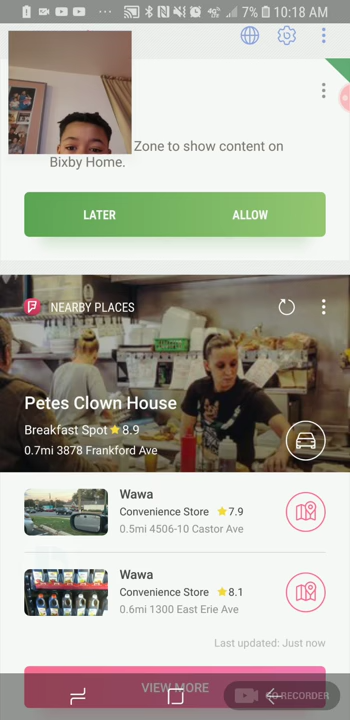 4G 7% 10:18 AM
Zone to show content on
Bixby Home.
LATER ALLOW
NEARBY PLACES
Petes Clown House
Breakfast Spot ★ 8.9
0.7mi 3878 Frankford Ave
Wawa
Convenience Store ★ 7.9
0.5mi 4506-10 Castor Ave
Wawa
Convenience Store ★ 8.1
0.6mi 1300 East Erie Ave
Last updated: Just now
VIEW MORE
RECORDER